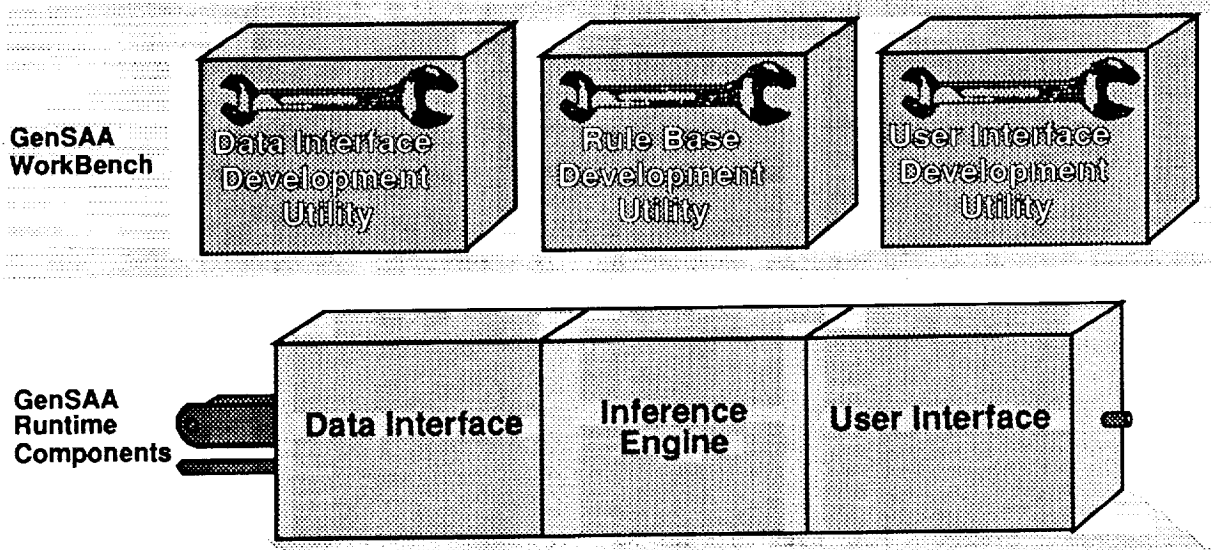 GenSAA
WorkBench
Data Interface
Development
Utility
Rule Base
Development
Utility
User Interface
Development
Utility
GenSAA
Runtime
Components
Data Interface
Inference
Engine
User Interface